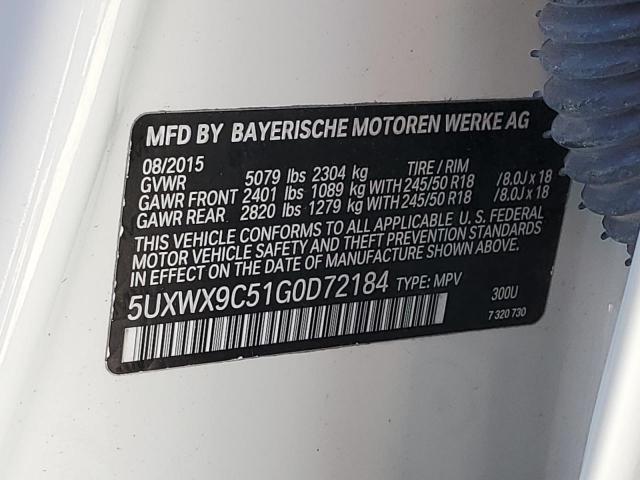 MFD BY BAYERISCHE MOTOREN WERKE AG
08/2015
GVWR 5079 lbs 2304 kg TIRE / RIM
GAWR FRONT 2401 lbs 1089 kg WITH 245/50 R18 /8.0J x 18
GAWR REAR 2820 lbs 1279 kg WITH 245/50 R18 /8.0J x 18
THIS VEHICLE CONFORMS TO ALL APPLICABLE U.S. FEDERAL
MOTOR VEHICLE SAFETY AND THEFT PREVENTION STANDARDS
IN EFFECT ON THE DATE OF MANUFACTURE SHOWN ABOVE.
5UXWX9C51G0D72184 TYPE: MPV
300U
7 320 730